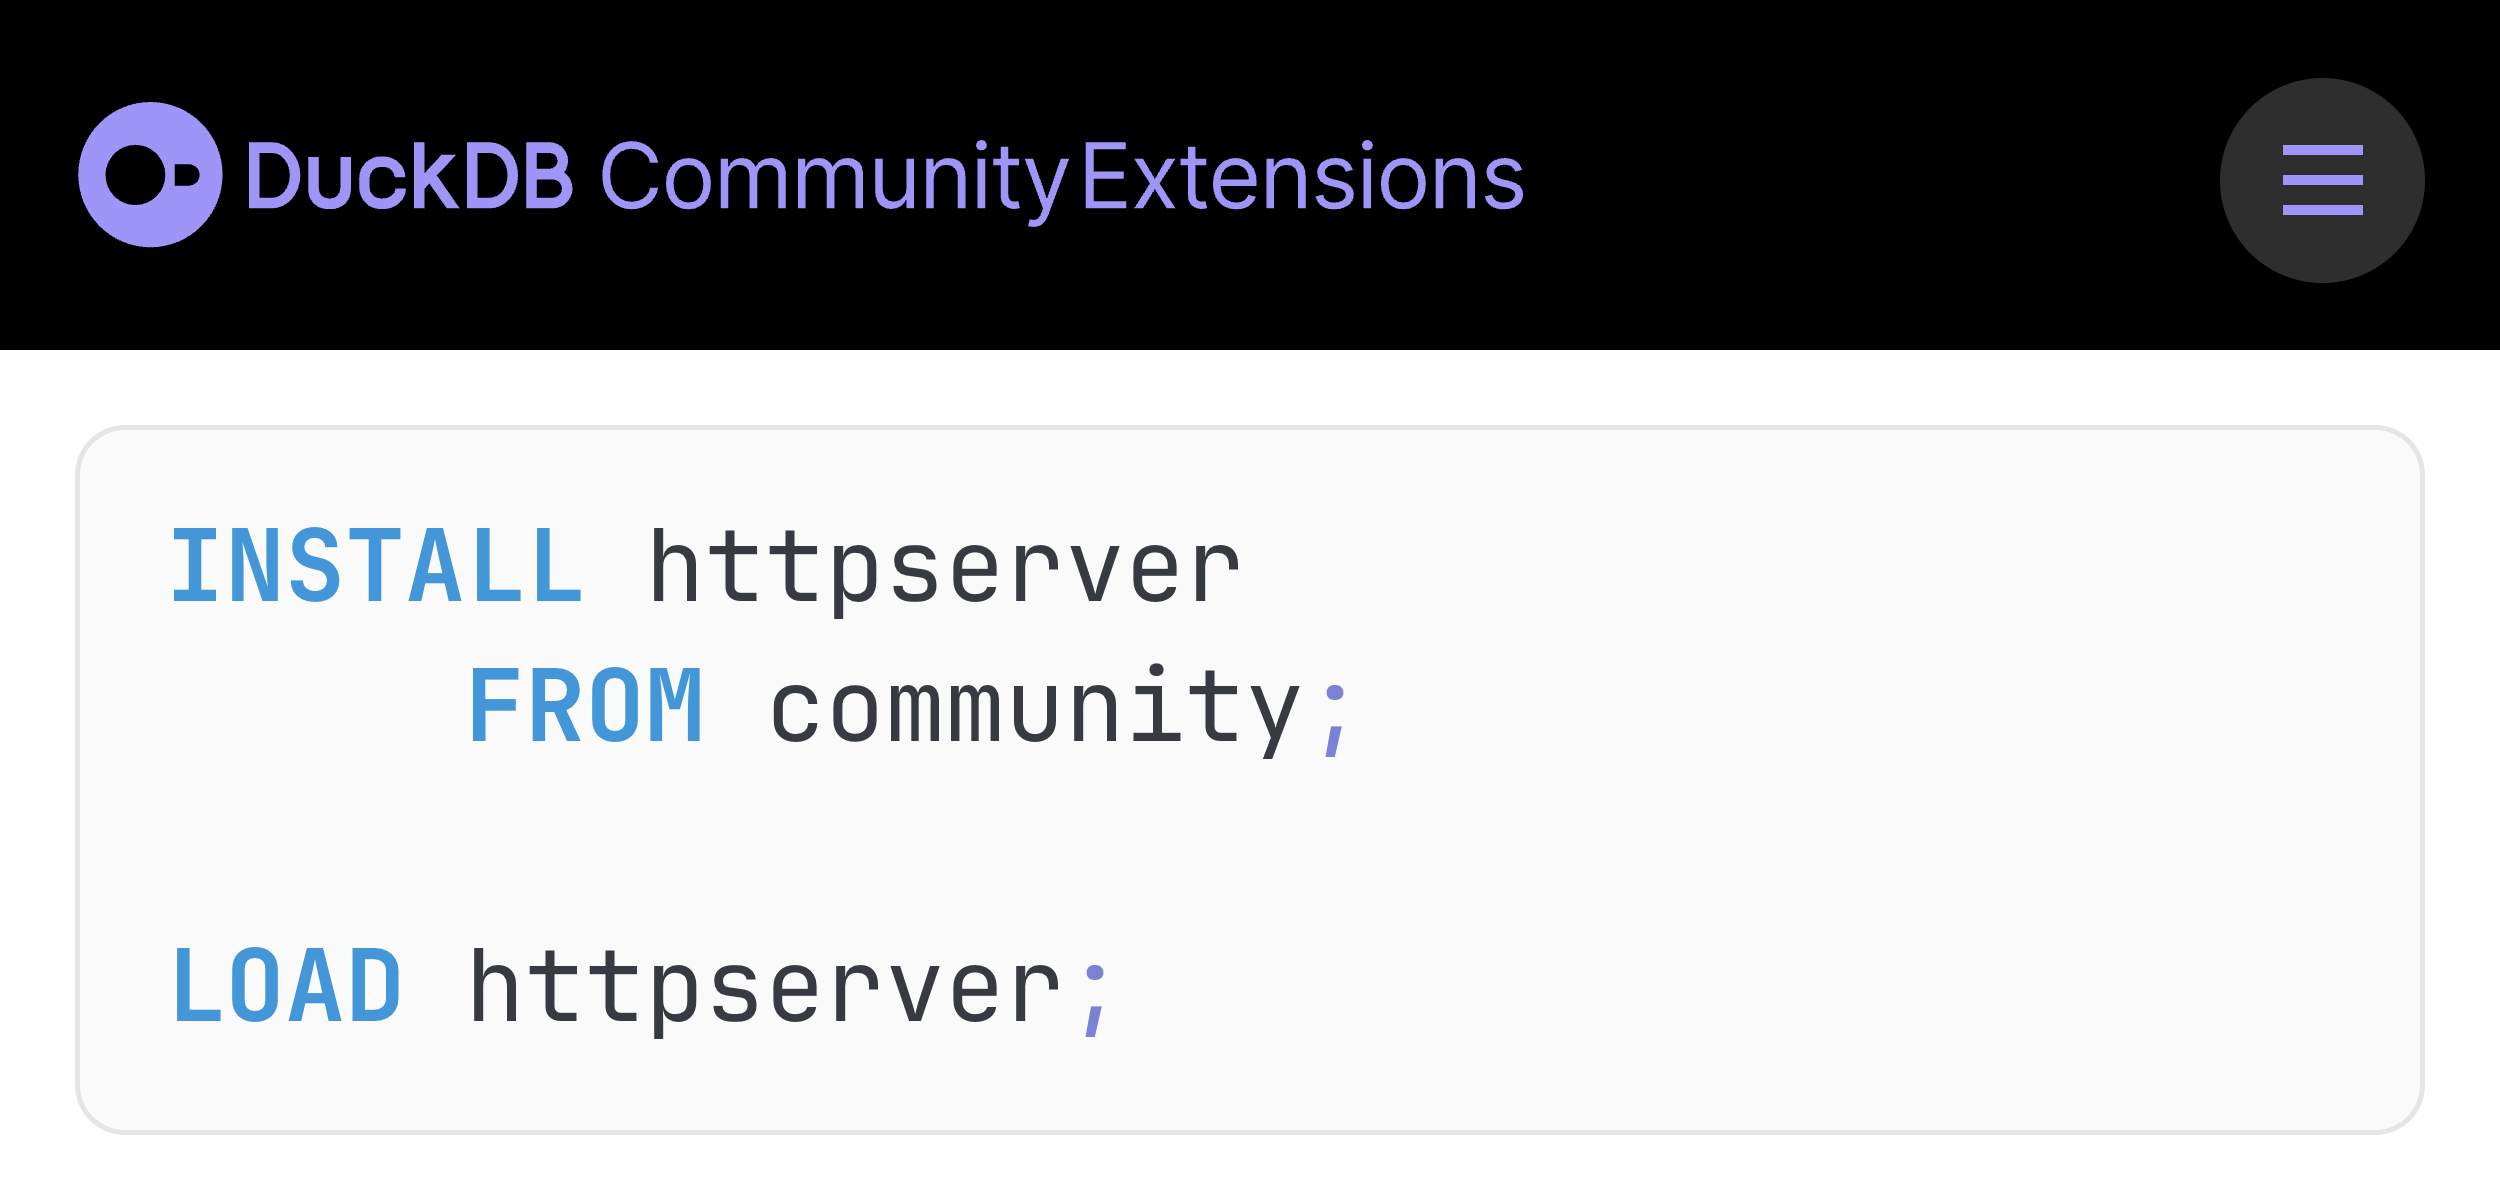 DuckDB Community Extensions
INSTALL httpserver
FROM community;
LOAD httpserver;